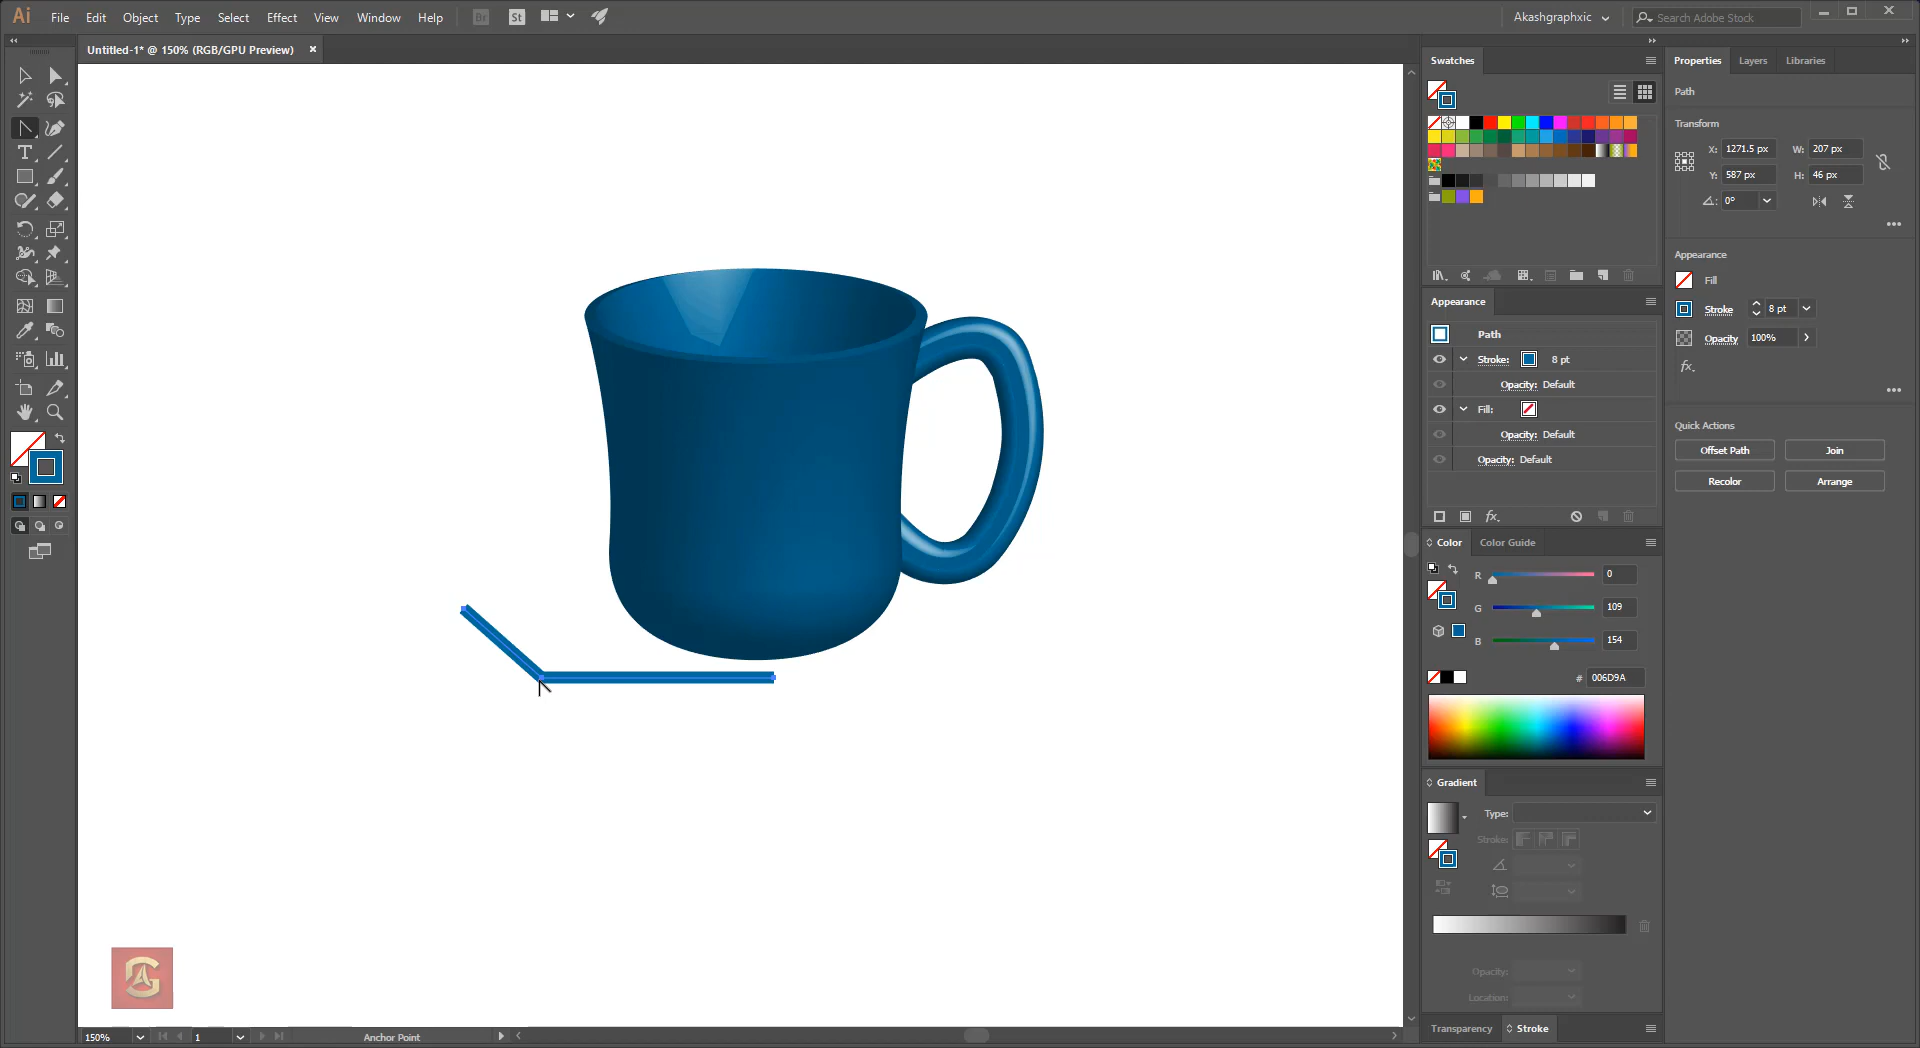 Ai File Edit Object Type Select Effect View Window Help Br St Akashgraphxic Search Adobe Stock
Untitled-1* @ 150% (RGB/GPU Preview)
Swatches
Properties Layers Libraries
Path
Transform
X: 1271.5 px W: 207 px
Y: 587 px H: 46 px
0°
Appearance
Fill
Stroke 8 pt
Opacity 100%
fx.
Quick Actions
Offset Path Join
Recolor Arrange
Appearance
Path
Stroke: 8 pt
Opacity: Default
Fill:
Opacity: Default
Opacity: Default
fx.
Color Color Guide
R 0
G 109
B 154
# 006D9A
Gradient
Type:
Stroke:
Opacity:
Location:
Transparency Stroke
150% 1 Anchor Point